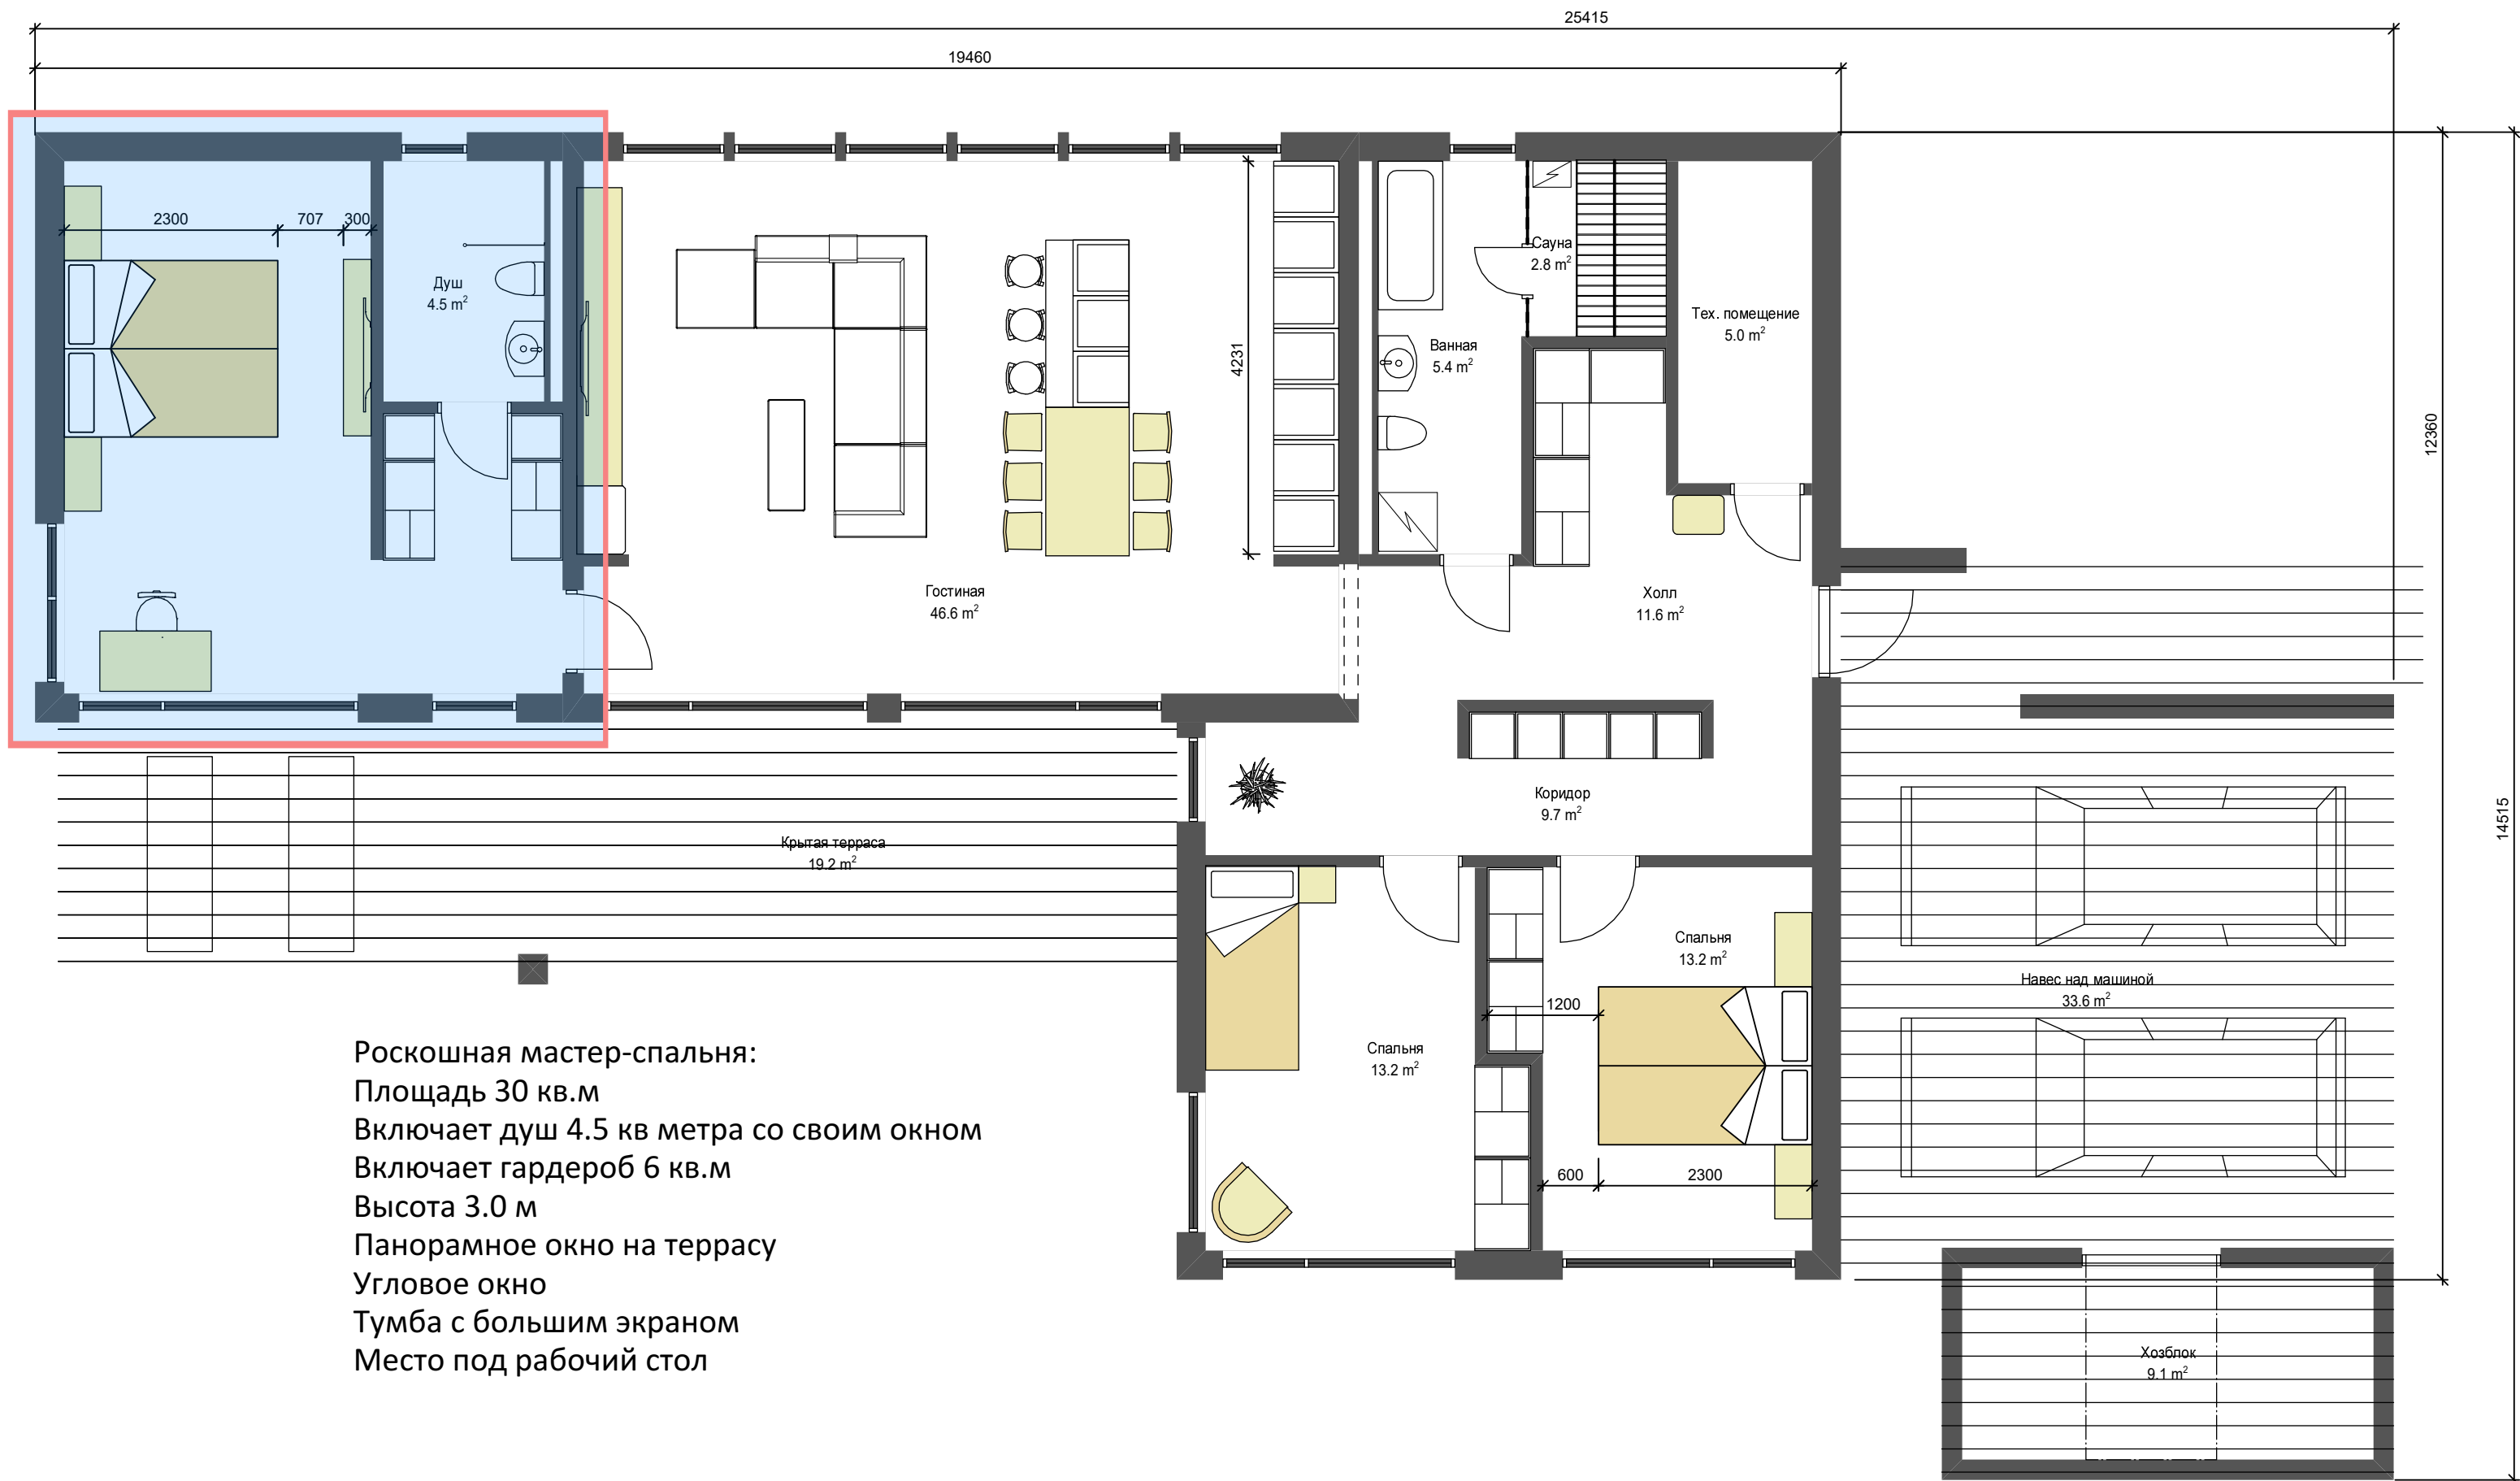 25415
19460
2300
707
300
Душ
4.5 m²
4231
Сауна
2.8 m²
Ванная
5.4 m²
Тех. помещение
5.0 m²
12360
14515
Гостиная
46.6 m²
Холл
11.6 m²
Коридор
9.7 m²
Крытая терраса
19.2 m²
Спальня
13.2 m²
1200
Спальня
13.2 m²
600
2300
Навес над машиной
33.6 m²
Хозблок
9.1 m²
Роскошная мастер-спальня:
Площадь 30 кв.м
Включает душ 4.5 кв метра со своим окном
Включает гардероб 6 кв.м
Высота 3.0 м
Панорамное окно на террасу
Угловое окно
Тумба с большим экраном
Место под рабочий стол